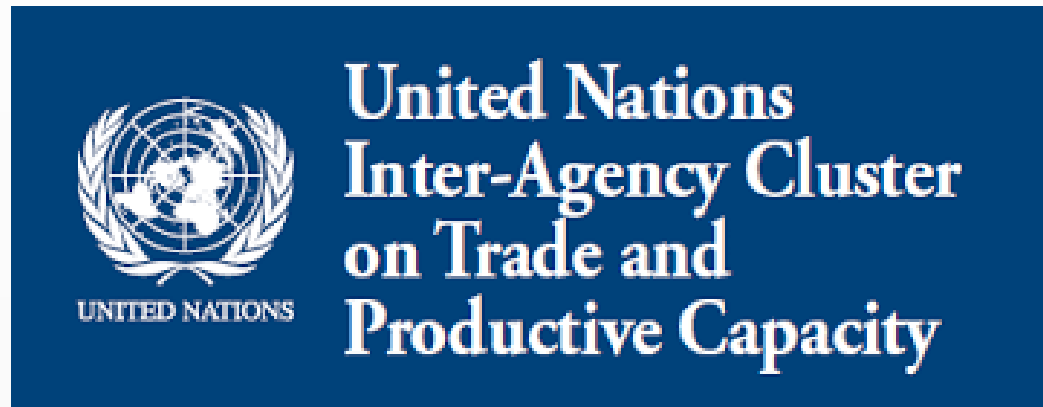 United Nations
Inter-Agency Cluster
on Trade and
Productive Capacity
UNITED NATIONS